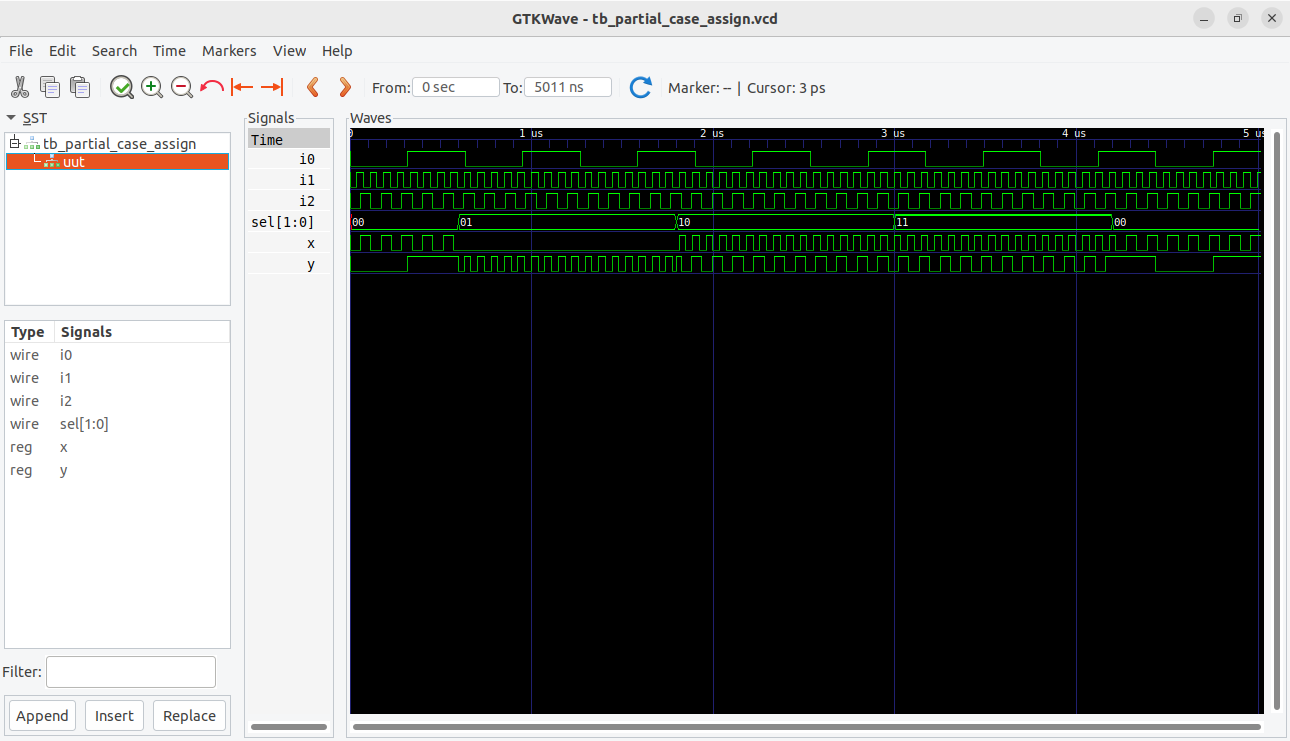 GTKWave - tb_partial_case_assign.vcd
File Edit Search Time Markers View Help
From: 0 sec To: 5011 ns Marker: -- | Cursor: 3 ps
SST
tb_partial_case_assign
uut
Type Signals
wire i0
wire i1
wire i2
wire sel[1:0]
reg x
reg y
Filter:
Append Insert Replace
Signals
Time
i0
i1
i2
sel[1:0]
x
y
Waves
0 1 us 2 us 3 us 4 us 5 us
00 01 10 11 00